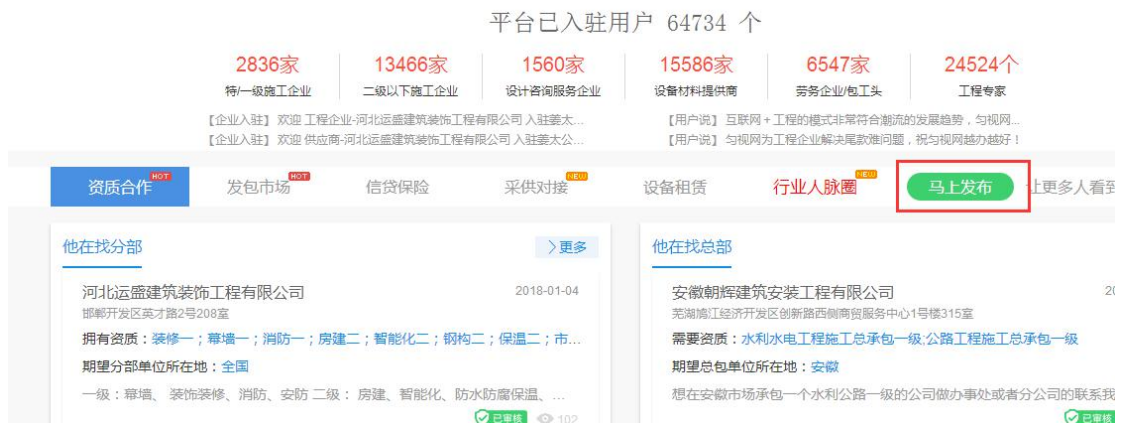 平台已入驻用户 64734 个
2836家 13466家 1560家 15586家 6547家 24524个
特/一级施工企业 二级以下施工企业 设计咨询服务企业 设备材料提供商 劳务企业/包工头 工程专家
【企业入驻】欢迎 工程企业-河北运盛建筑装饰工程有限公司 入驻姜太... 【用户说】互联网+工程的模式非常符合潮流的发展趋势，匀视网...
【企业入驻】欢迎 供应商-河北运盛建筑装饰工程有限公司 入驻姜太公... 【用户说】匀视网为工程企业解决尾款难问题，祝匀视网越办越好！
资质合作 HOT 发包市场 HOT 信贷保险 采供对接 NEW 设备租赁 行业人脉圈 NEW 马上发布 让更多人看到
他在找分部 〉更多
河北运盛建筑装饰工程有限公司 2018-01-04
邯郸开发区英才路2号208室
拥有资质：装修一；幕墙一；消防一；房建二；智能化二；钢构二；保温二；市...
期望分部单位所在地：全国
一级：幕墙、 装饰装修、消防、安防 二级： 房建、智能化、防水防腐保温、...
已审核 102
他在找总部
安徽朝辉建筑安装工程有限公司 20
芜湖鸠江经济开发区创新路西侧商贸服务中心1号楼315室
需要资质：水利水电工程施工总承包一级;公路工程施工总承包一级
期望总包单位所在地：安徽
想在安徽市场承包一个水利公路一级的公司做办事处或者分公司的联系我
已审核